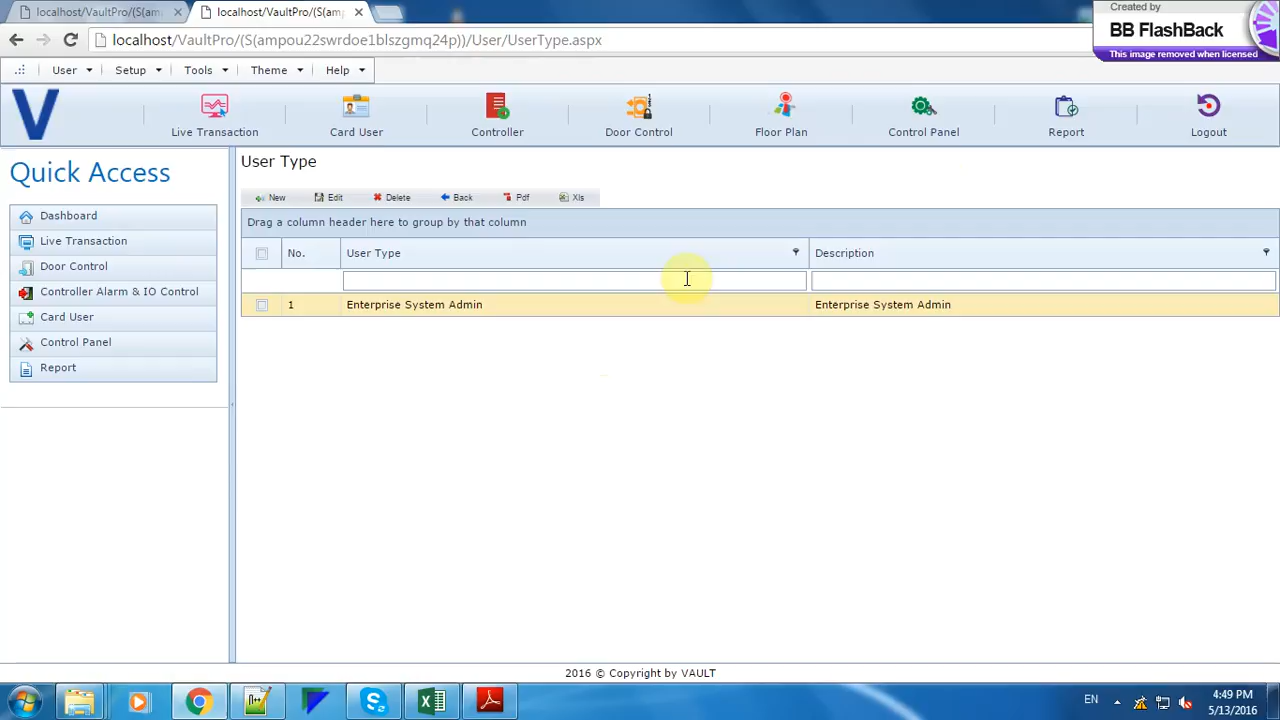 localhost/VaultPro/(S(amp
localhost/VaultPro/(S(amp
Created by
BB FlashBack
This image removed when licensed
localhost/VaultPro/(S(ampou22swrdoe1blszgmq24p))/User/UserType.aspx
User Setup Tools Theme Help
V
Live Transaction Card User Controller Door Control Floor Plan Control Panel Report Logout
Quick Access
Dashboard
Live Transaction
Door Control
Controller Alarm & IO Control
Card User
Control Panel
Report
User Type
New Edit Delete Back Pdf Xls
Drag a column header here to group by that column
No. User Type Description
1 Enterprise System Admin Enterprise System Admin
2016 © Copyright by VAULT
EN
4:49 PM
5/13/2016